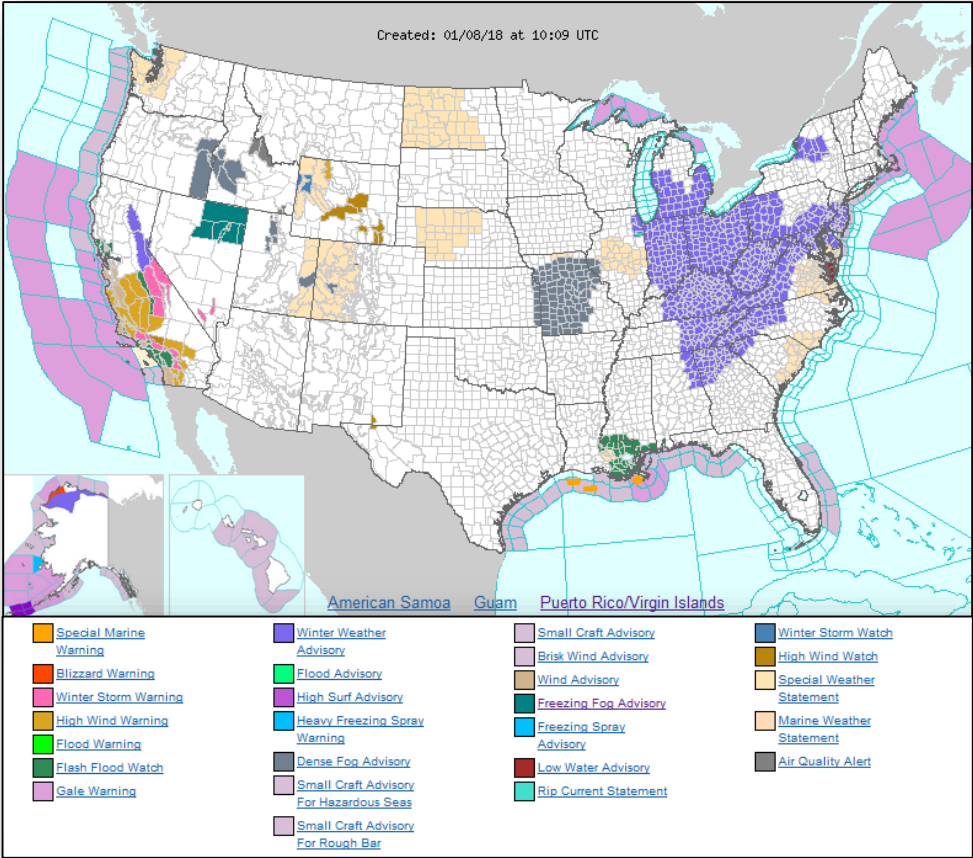 Created: 01/08/18 at 10:09 UTC
American Samoa Guam Puerto Rico/Virgin Islands
Special Marine
Warning
Blizzard Warning
Winter Storm Warning
High Wind Warning
Flood Warning
Flash Flood Watch
Gale Warning
Winter Weather
Advisory
Flood Advisory
High Surf Advisory
Heavy Freezing Spray
Warning
Dense Fog Advisory
Small Craft Advisory
For Hazardous Seas
Small Craft Advisory
For Rough Bar
Small Craft Advisory
Brisk Wind Advisory
Wind Advisory
Freezing Fog Advisory
Freezing Spray
Advisory
Low Water Advisory
Rip Current Statement
Winter Storm Watch
High Wind Watch
Special Weather
Statement
Marine Weather
Statement
Air Quality Alert